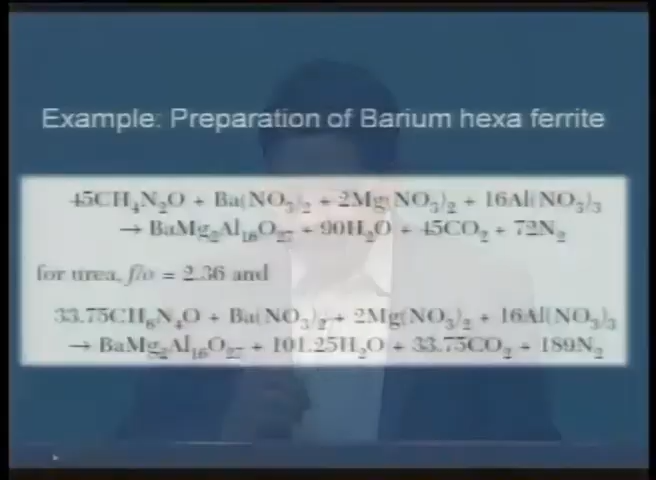 Example: Preparation of Barium hexa ferrite
45CH₄N₂O + Ba(NO₃)₂ + 2Mg(NO₃)₂ + 16Al(NO₃)₃
→ BaMg₂Al₁₆O₂₇ + 90H₂O + 45CO₂ + 72N₂
for urea, f/o = 2.36 and
33.75CH₆N₄O + Ba(NO₃)₂ + 2Mg(NO₃)₂ + 16Al(NO₃)₃
→ BaMg₂Al₁₆O₂₇ + 101.25H₂O + 33.75CO₂ + 189N₂